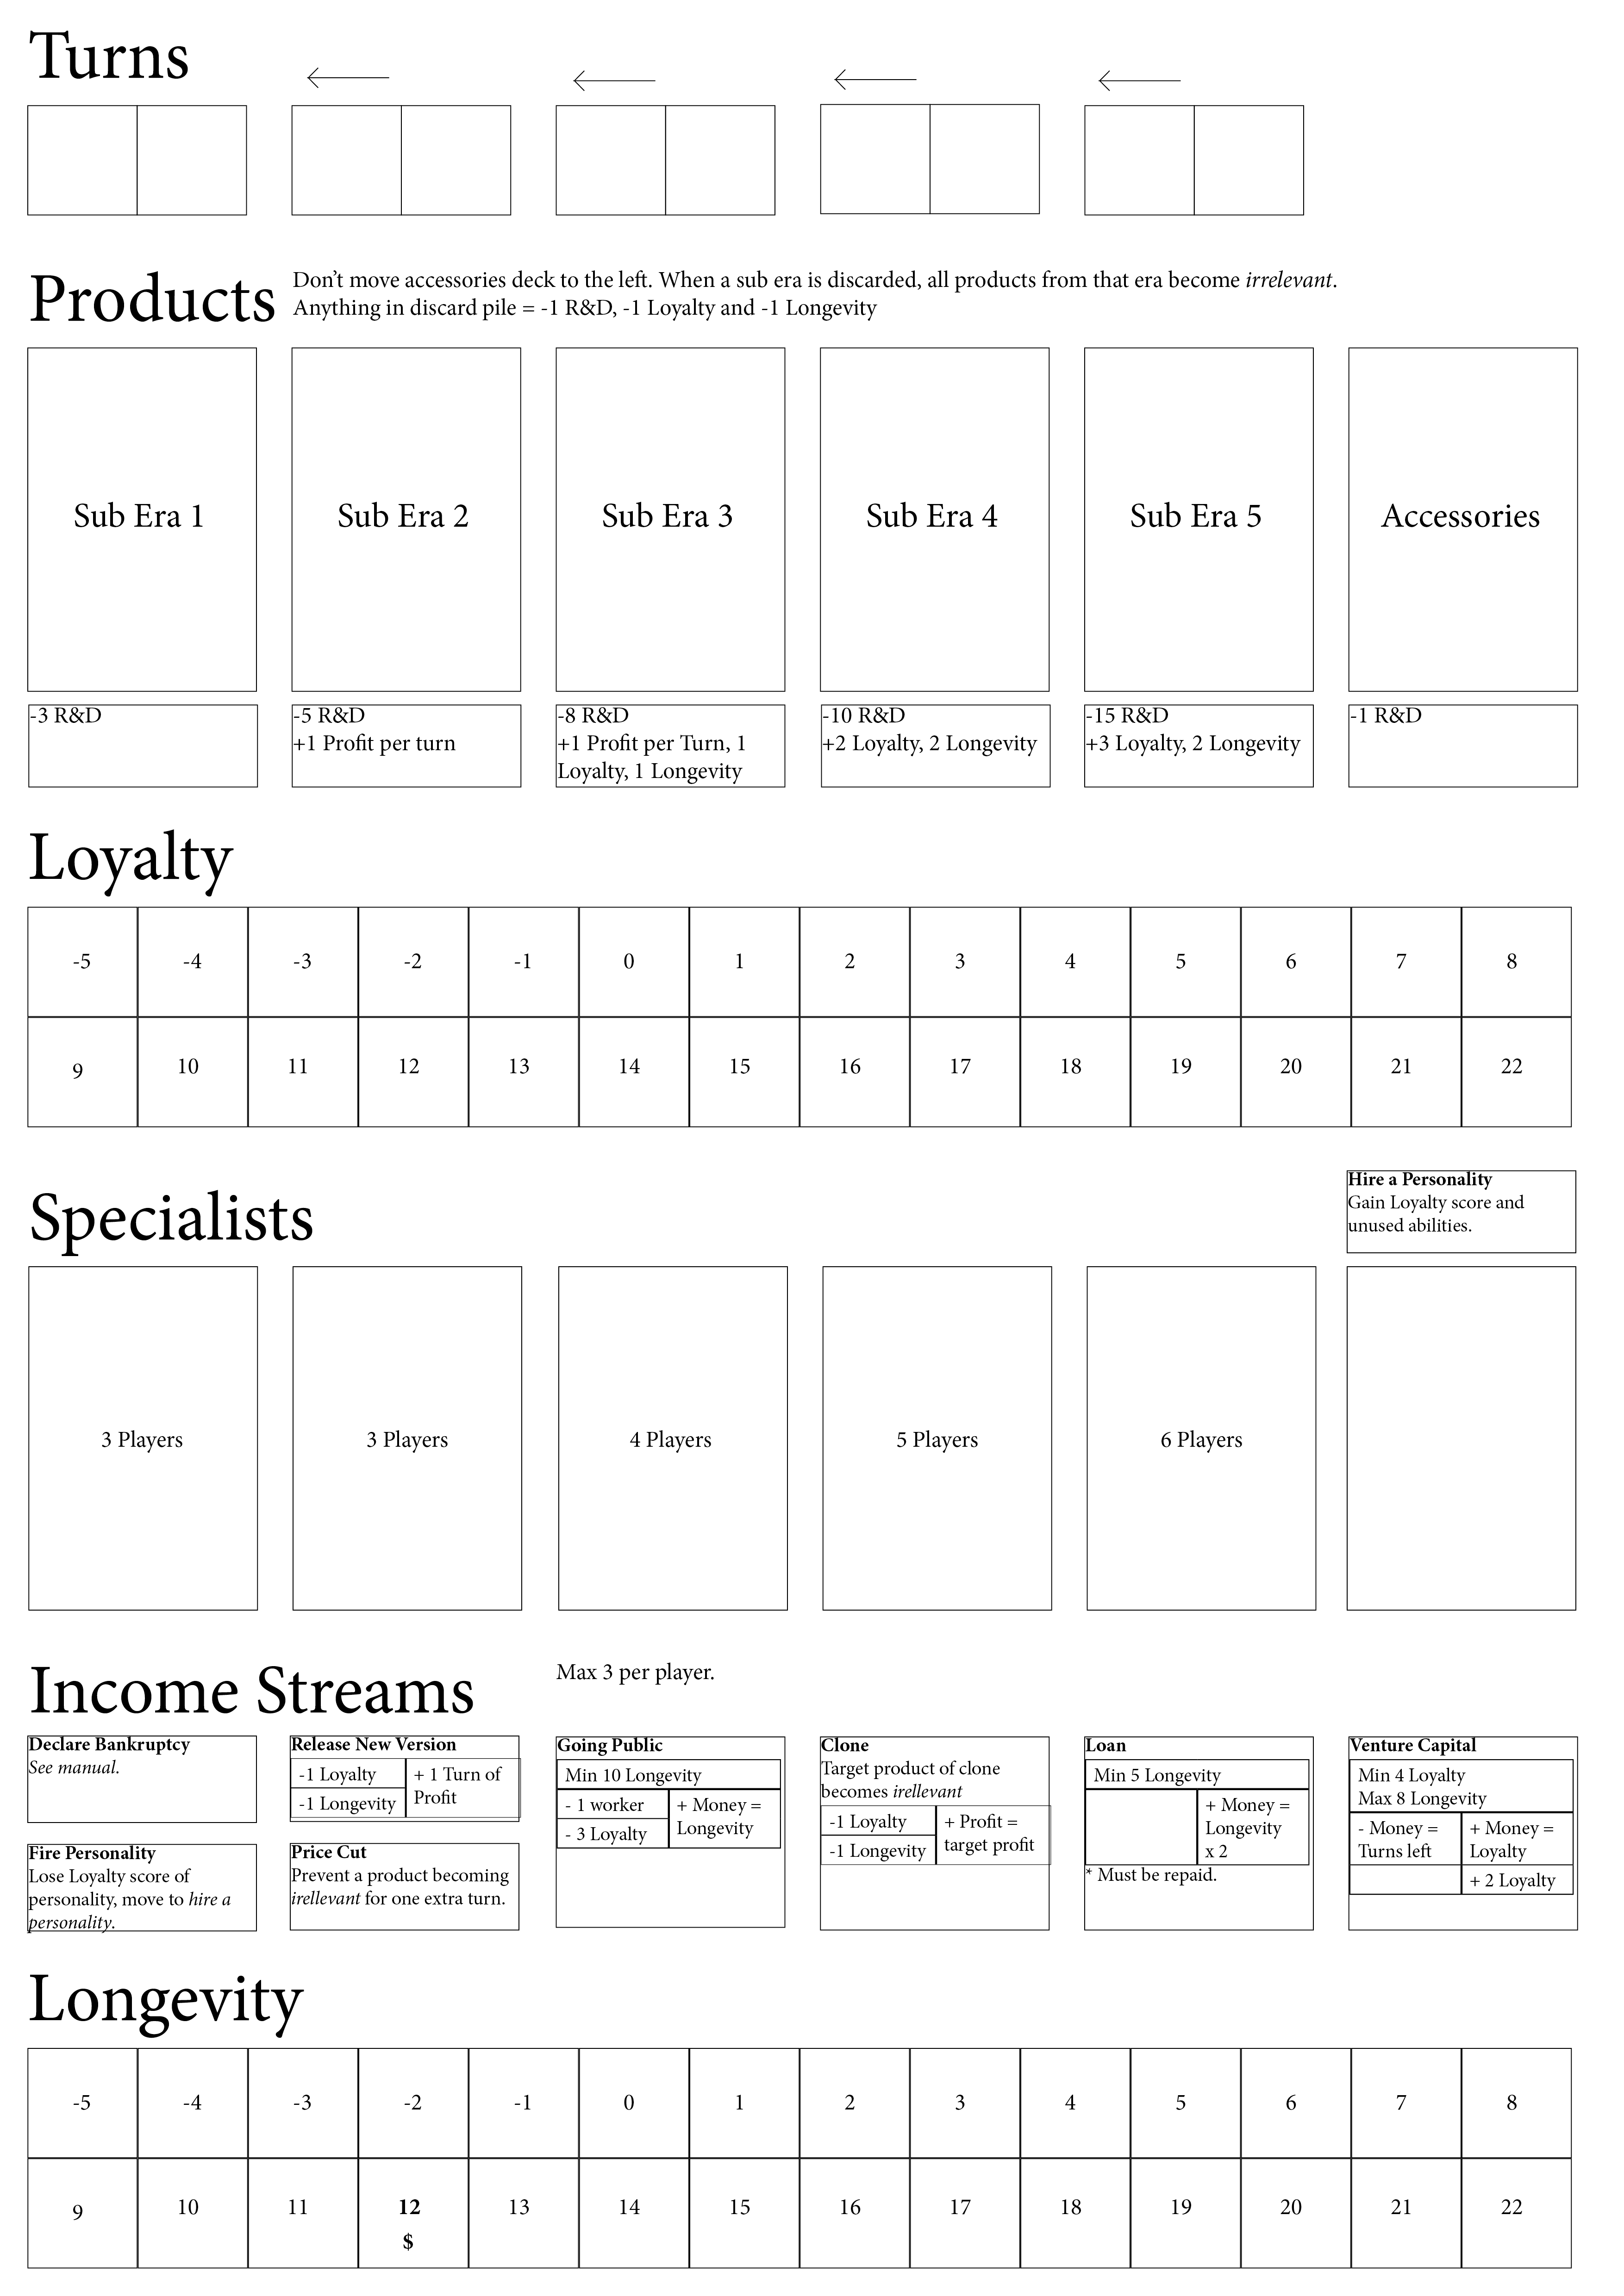 Turns
Products
Don’t move accessories deck to the left. When a sub era is discarded, all products from that era become irrelevant.
Anything in discard pile = -1 R&D, -1 Loyalty and -1 Longevity
Sub Era 1
Sub Era 2
Sub Era 3
Sub Era 4
Sub Era 5
Accessories
-3 R&D
-5 R&D
+1 Profit per turn
-8 R&D
+1 Profit per Turn, 1
Loyalty, 1 Longevity
-10 R&D
+2 Loyalty, 2 Longevity
-15 R&D
+3 Loyalty, 2 Longevity
-1 R&D
Loyalty
-5 -4 -3 -2 -1 0 1 2 3 4 5 6 7 8
9 10 11 12 13 14 15 16 17 18 19 20 21 22
Specialists
Hire a Personality
Gain Loyalty score and
unused abilities.
3 Players
3 Players
4 Players
5 Players
6 Players
Income Streams
Max 3 per player.
Declare Bankruptcy
See manual.
Fire Personality
Lose Loyalty score of
personality, move to hire a
personality.
Release New Version
-1 Loyalty
-1 Longevity
+ 1 Turn of
Profit
Price Cut
Prevent a product becoming
irellevant for one extra turn.
Going Public
Min 10 Longevity
- 1 worker
- 3 Loyalty
+ Money =
Longevity
Clone
Target product of clone
becomes irellevant
-1 Loyalty
-1 Longevity
+ Profit =
target profit
Loan
Min 5 Longevity
+ Money =
Longevity
x 2
* Must be repaid.
Venture Capital
Min 4 Loyalty
Max 8 Longevity
- Money =
Turns left
+ Money =
Loyalty
+ 2 Loyalty
Longevity
-5 -4 -3 -2 -1 0 1 2 3 4 5 6 7 8
9 10 11 12 13 14 15 16 17 18 19 20 21 22
$